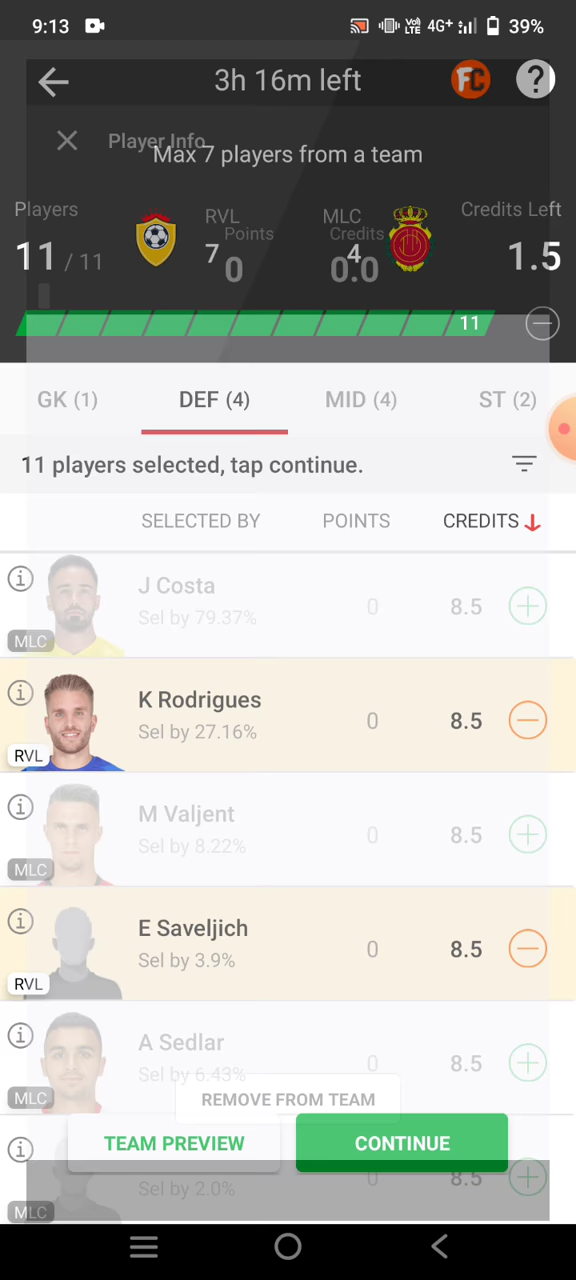 9:13 Vo) LTE 4G+ 39%
3h 16m left FC ?
Player Info
Max 7 players from a team
Players RVL MLC Credits Left
Points Credits
11 / 11 7 4 1.5
0 0.0
11
GK (1) DEF (4) MID (4) ST (2)
11 players selected, tap continue.
SELECTED BY POINTS CREDITS
J Costa
Sel by 79.37% 0 8.5
MLC
K Rodrigues
Sel by 27.16% 0 8.5
RVL
M Valjent
Sel by 8.22% 0 8.5
MLC
E Saveljich
Sel by 3.9% 0 8.5
RVL
A Sedlar
Sel by 6.43% 0 8.5
MLC
REMOVE FROM TEAM
TEAM PREVIEW CONTINUE
Sel by 2.0% 0 8.5
MLC